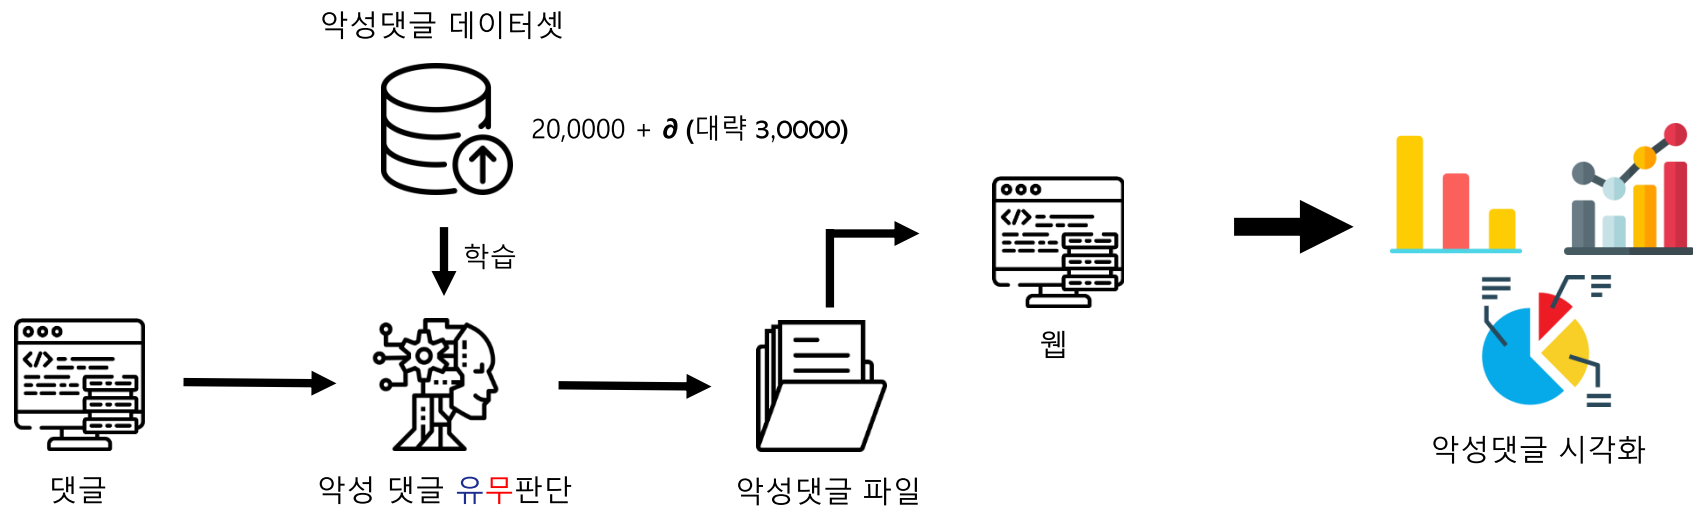 악성댓글 데이터셋
20,0000 + ∂ (대략 3,0000)
학습
댓글
악성 댓글 유무판단
악성댓글 파일
웹
악성댓글 시각화